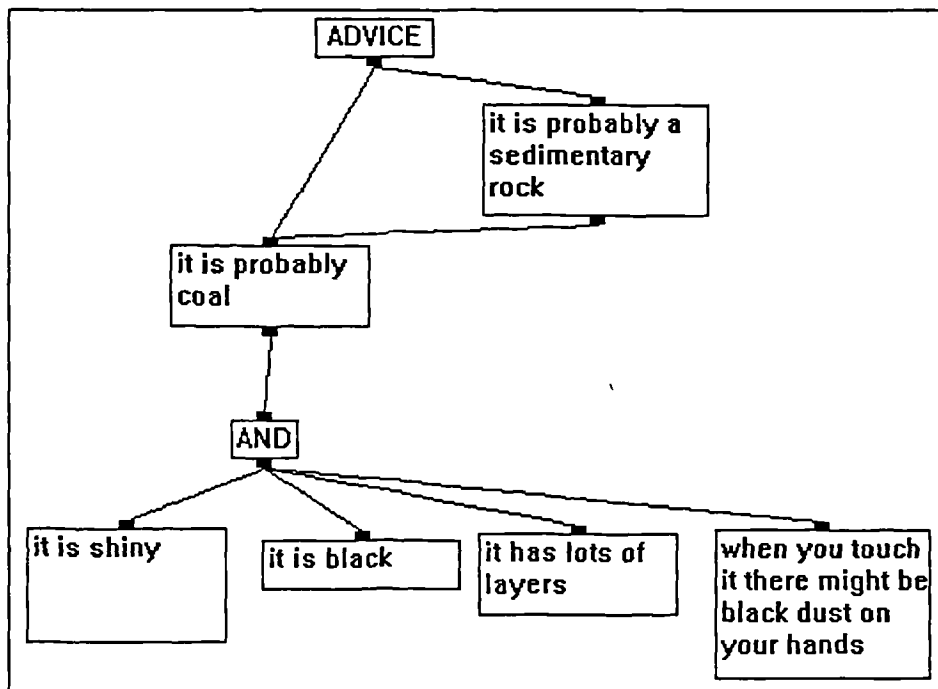 ADVICE
it is probably a
sedimentary
rock
it is probably
coal
AND
it is shiny
it is black
it has lots of
layers
when you touch
it there might be
black dust on
your hands